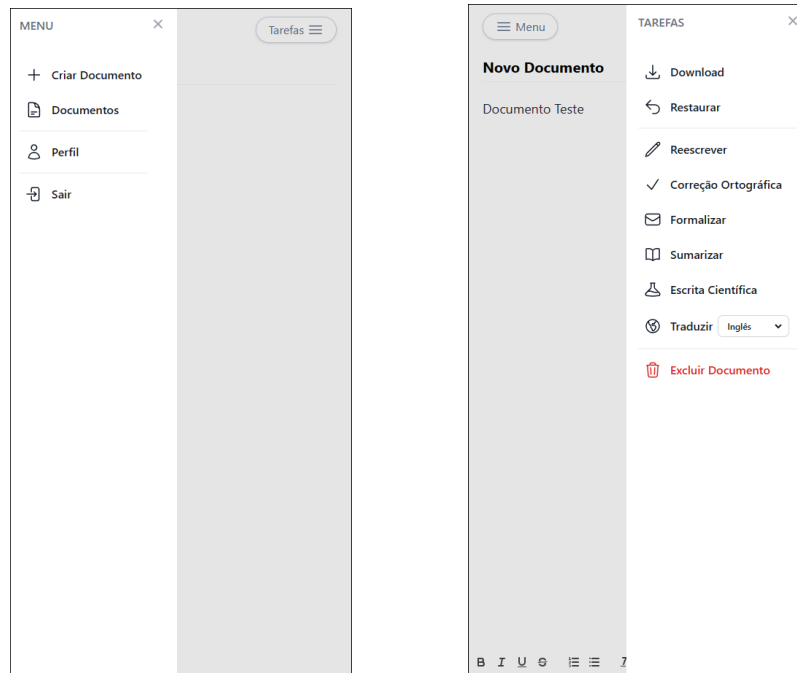 MENU
Tarefas
Criar Documento
Documentos
Perfil
Sair
Menu
TAREFAS
Novo Documento
Documento Teste
Download
Restaurar
Reescrever
Correção Ortográfica
Formalizar
Sumarizar
Escrita Científica
Traduzir Inglês
Excluir Documento
B I U S